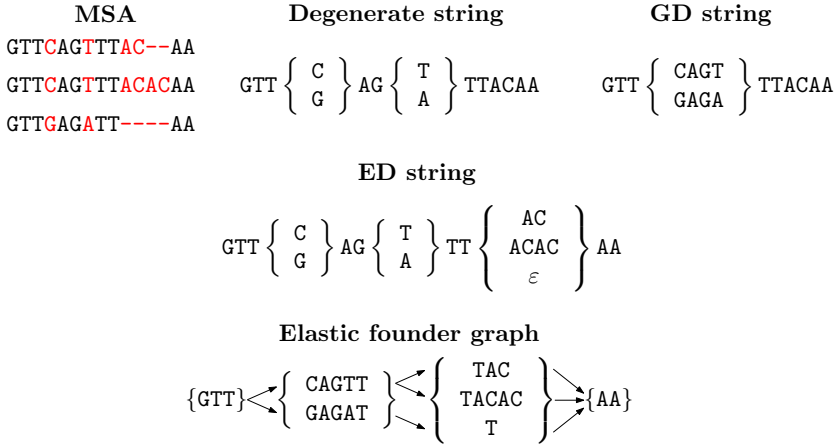 MSA
GTTCAGTTTAC--AA
GTTCAGTTTACACAA
GTTGAGATT----AA
Degenerate string
GTT { C G } AG { T A } TTACAA
GD string
GTT { CAGT GAGA } TTACAA
ED string
GTT { C G } AG { T A } TT { AC ACAC ε } AA
Elastic founder graph
{GTT} { CAGTT GAGAT } { TAC TACAC T } {AA}